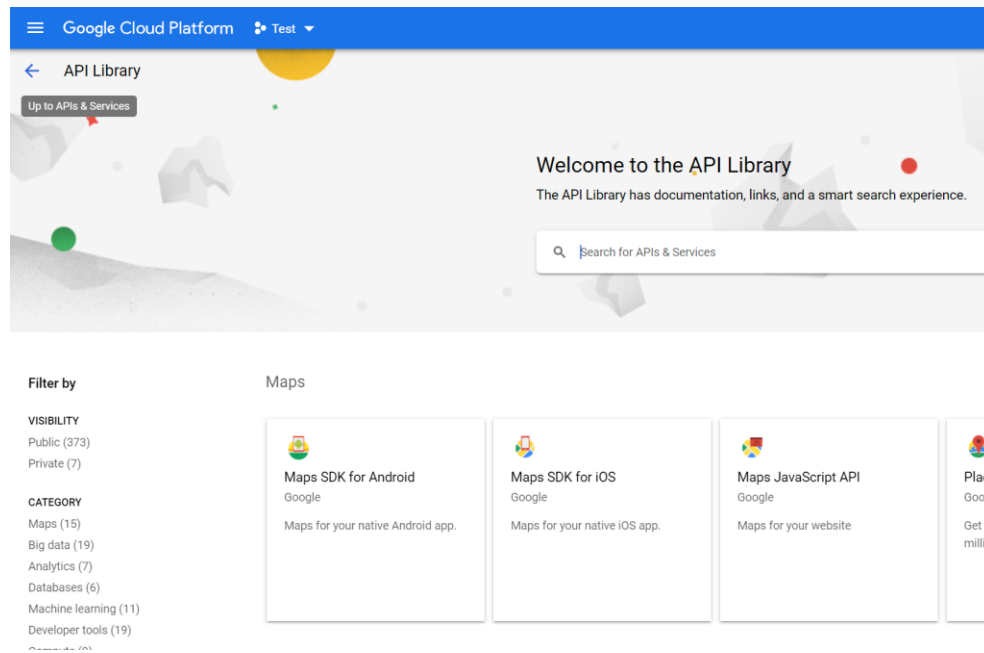 Google Cloud Platform Test
API Library
Up to APIs & Services
Welcome to the API Library
The API Library has documentation, links, and a smart search experience.
Search for APIs & Services
Filter by
VISIBILITY
Public (373)
Private (7)
CATEGORY
Maps (15)
Big data (19)
Analytics (7)
Databases (6)
Machine learning (11)
Developer tools (19)
Maps
Maps SDK for Android
Google
Maps for your native Android app.
Maps SDK for iOS
Google
Maps for your native iOS app.
Maps JavaScript API
Google
Maps for your website
Get